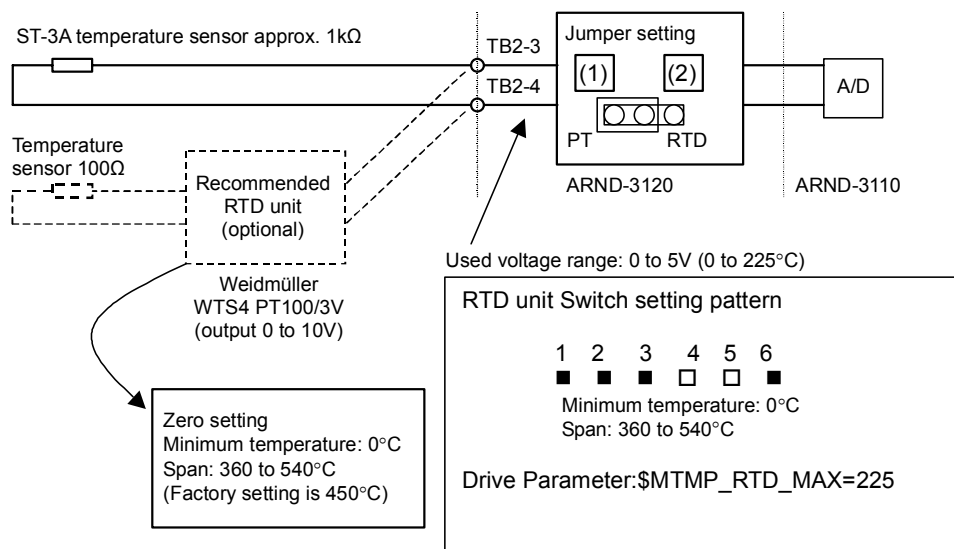 ST-3A temperature sensor approx. 1kΩ
TB2-3
TB2-4
Jumper setting
(1)
(2)
PT
RTD
A/D
ARND-3120
ARND-3110
Temperature
sensor 100Ω
Recommended
RTD unit
(optional)
Weidmüller
WTS4 PT100/3V
(output 0 to 10V)
Used voltage range: 0 to 5V (0 to 225°C)
Zero setting
Minimum temperature: 0°C
Span: 360 to 540°C
(Factory setting is 450°C)
RTD unit Switch setting pattern
1 2 3 4 5 6
Minimum temperature: 0°C
Span: 360 to 540°C
Drive Parameter:$MTMP_RTD_MAX=225